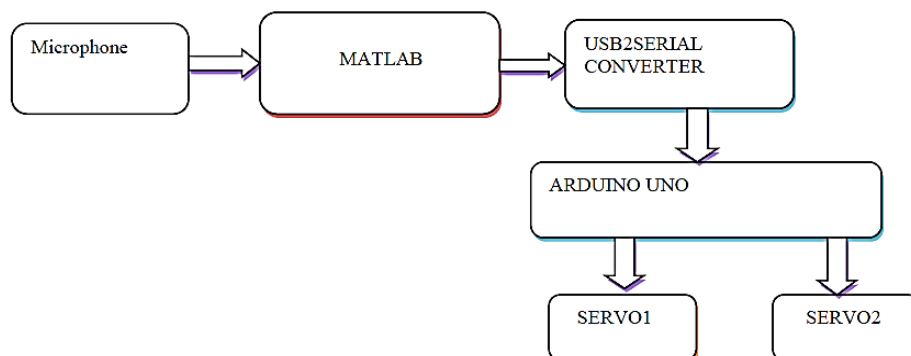 Microphone
MATLAB
USB2SERIAL
CONVERTER
ARDUINO UNO
SERVO1
SERVO2